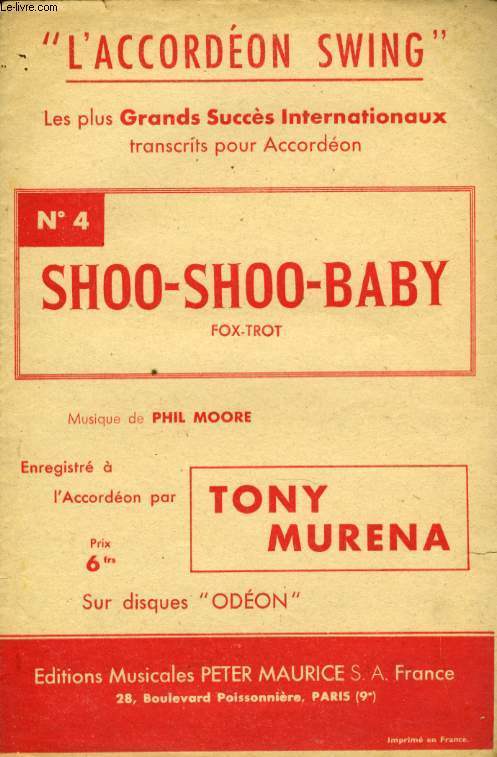 Le-livre.com
"L'ACCORDÉON SWING"
Les plus Grands Succès Internationaux
transcrits pour Accordéon
N° 4
SHOO-SHOO-BABY
FOX-TROT
Musique de PHIL MOORE
Enregistré à
l'Accordéon par
TONY
MURENA
Prix
6 frs
Sur disques "ODÉON"
Editions Musicales PETER MAURICE S. A. France
28, Boulevard Poissonnière, PARIS (9e)
Imprimé en France.